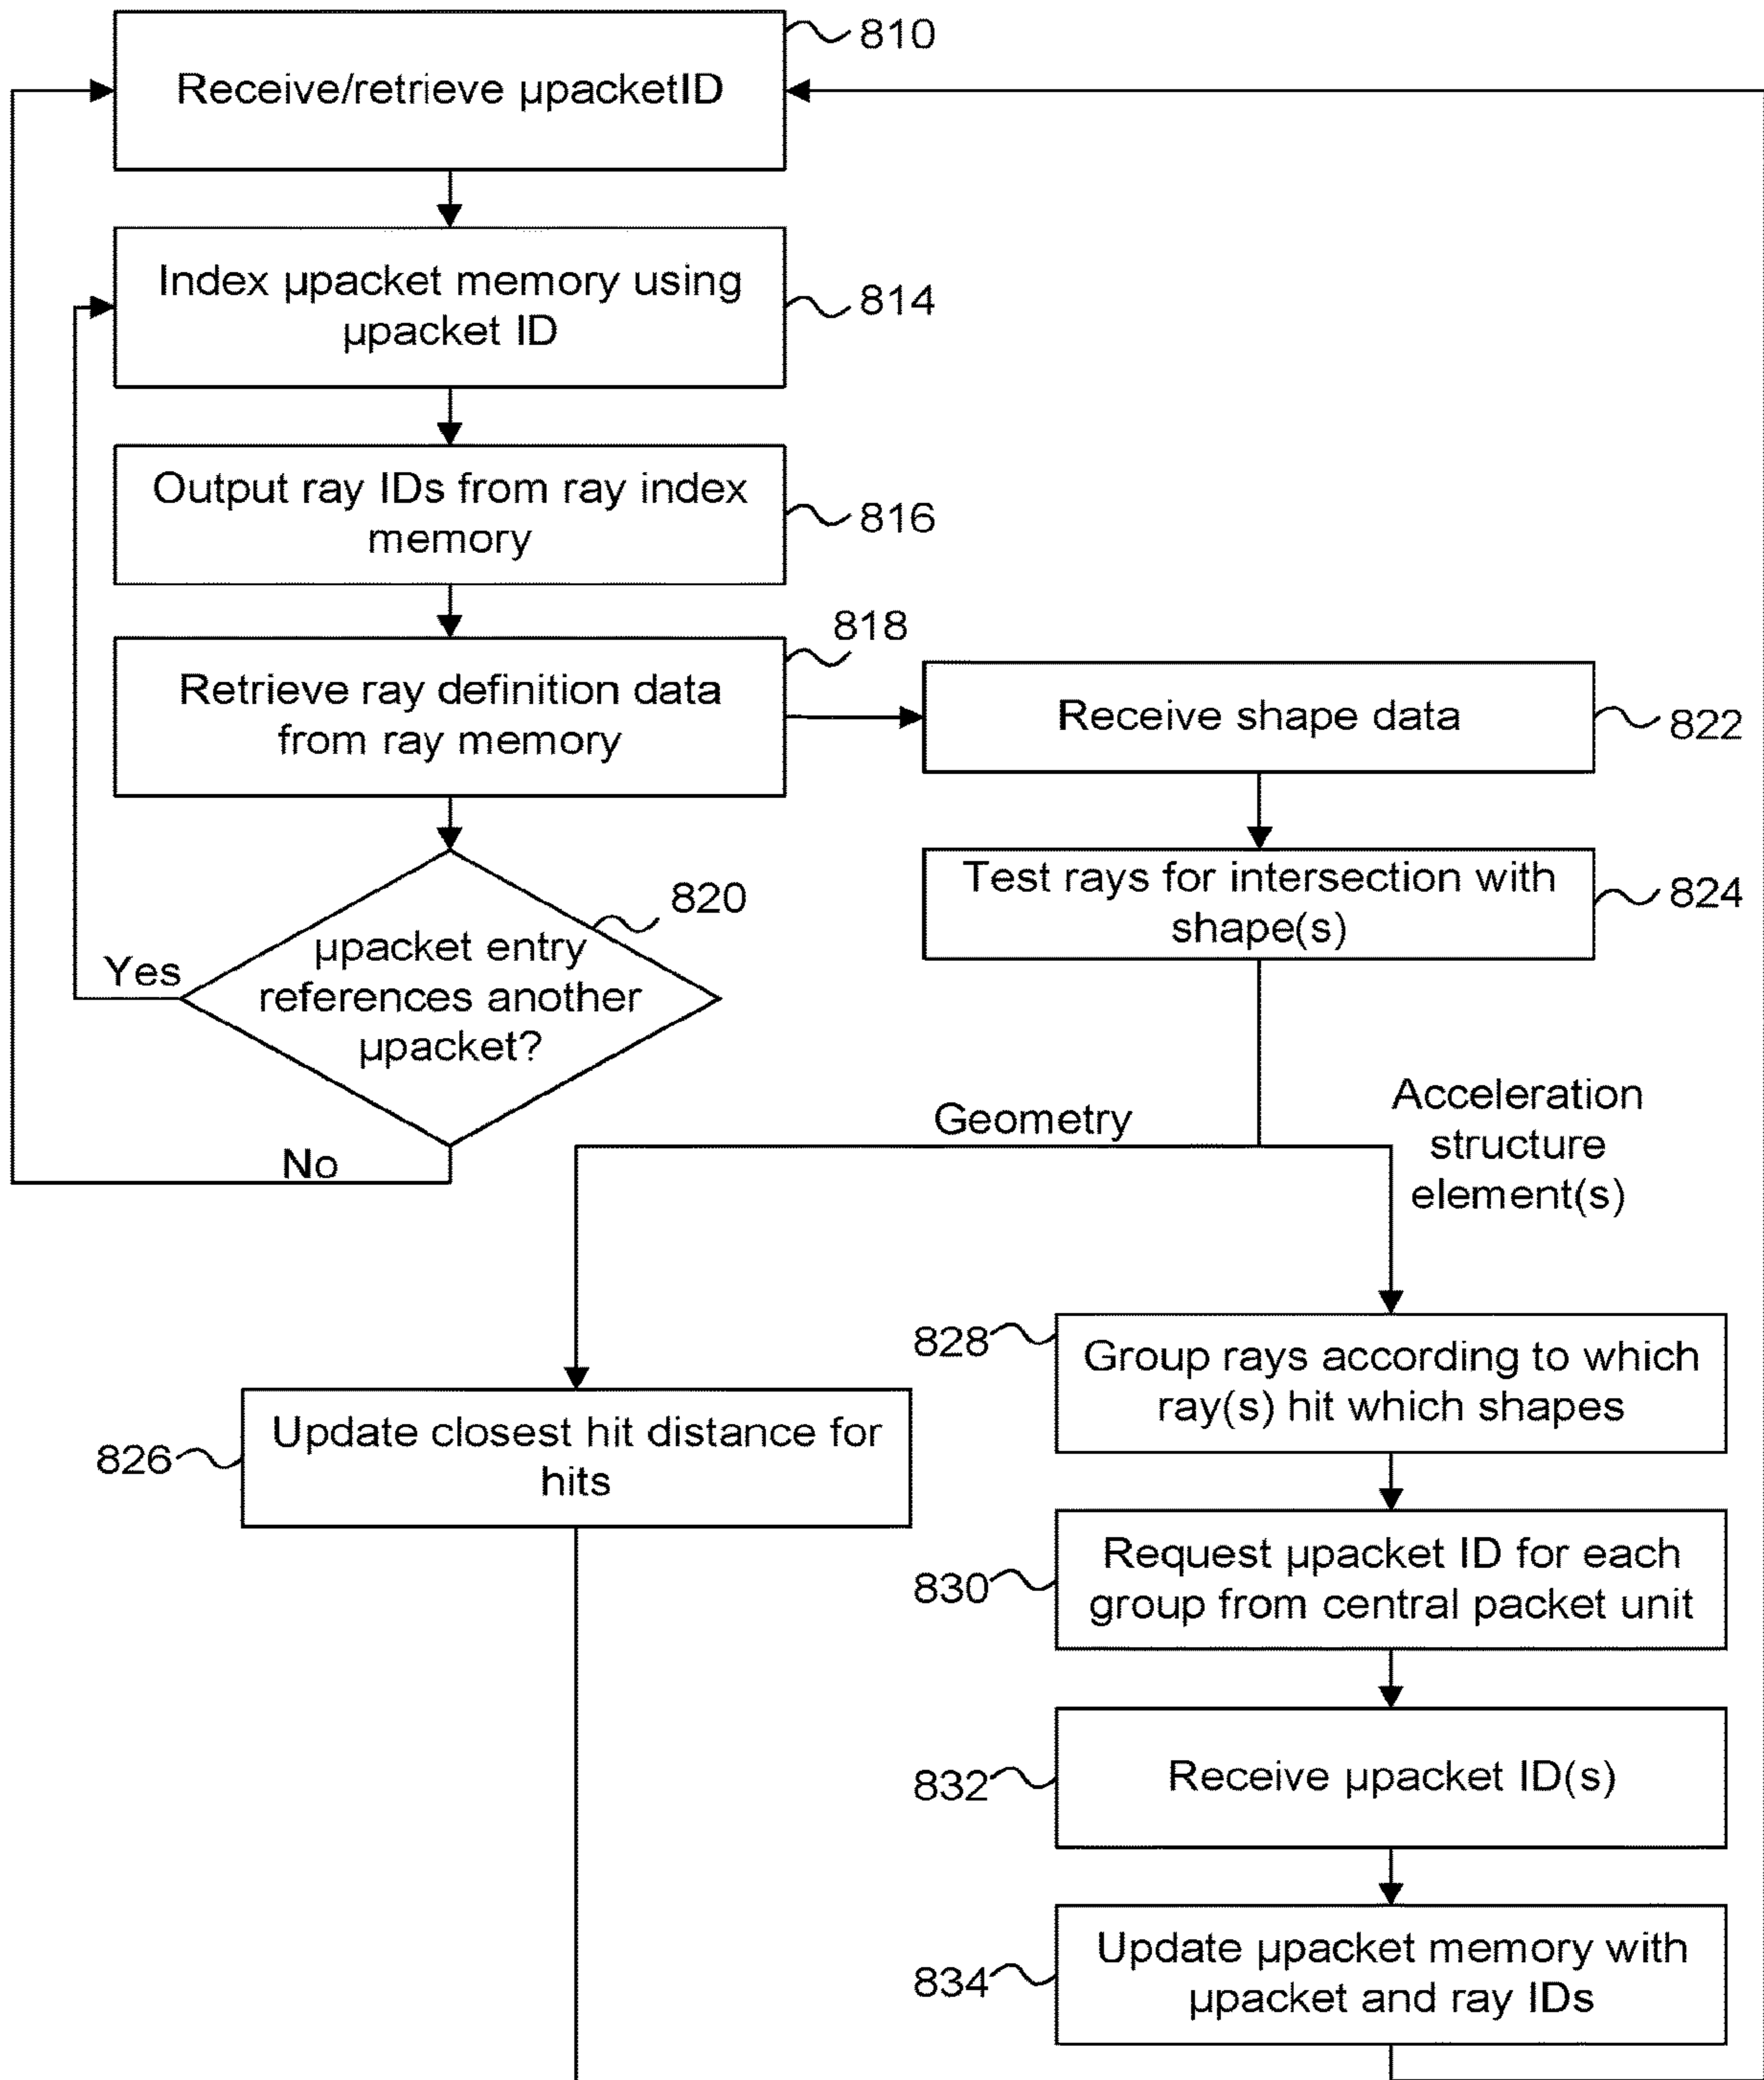 810
Receive/retrieve µpacketID
Index µpacket memory using
µpacket ID
814
Output ray IDs from ray index
memory
816
818
Retrieve ray definition data
from ray memory
Receive shape data
822
Test rays for intersection with
shape(s)
824
820
µpacket entry
references another
µpacket?
Yes
No
Geometry
Acceleration
structure
element(s)
828
Group rays according to which
ray(s) hit which shapes
826
Update closest hit distance for
hits
830
Request µpacket ID for each
group from central packet unit
832
Receive µpacket ID(s)
834
Update µpacket memory with
µpacket and ray IDs